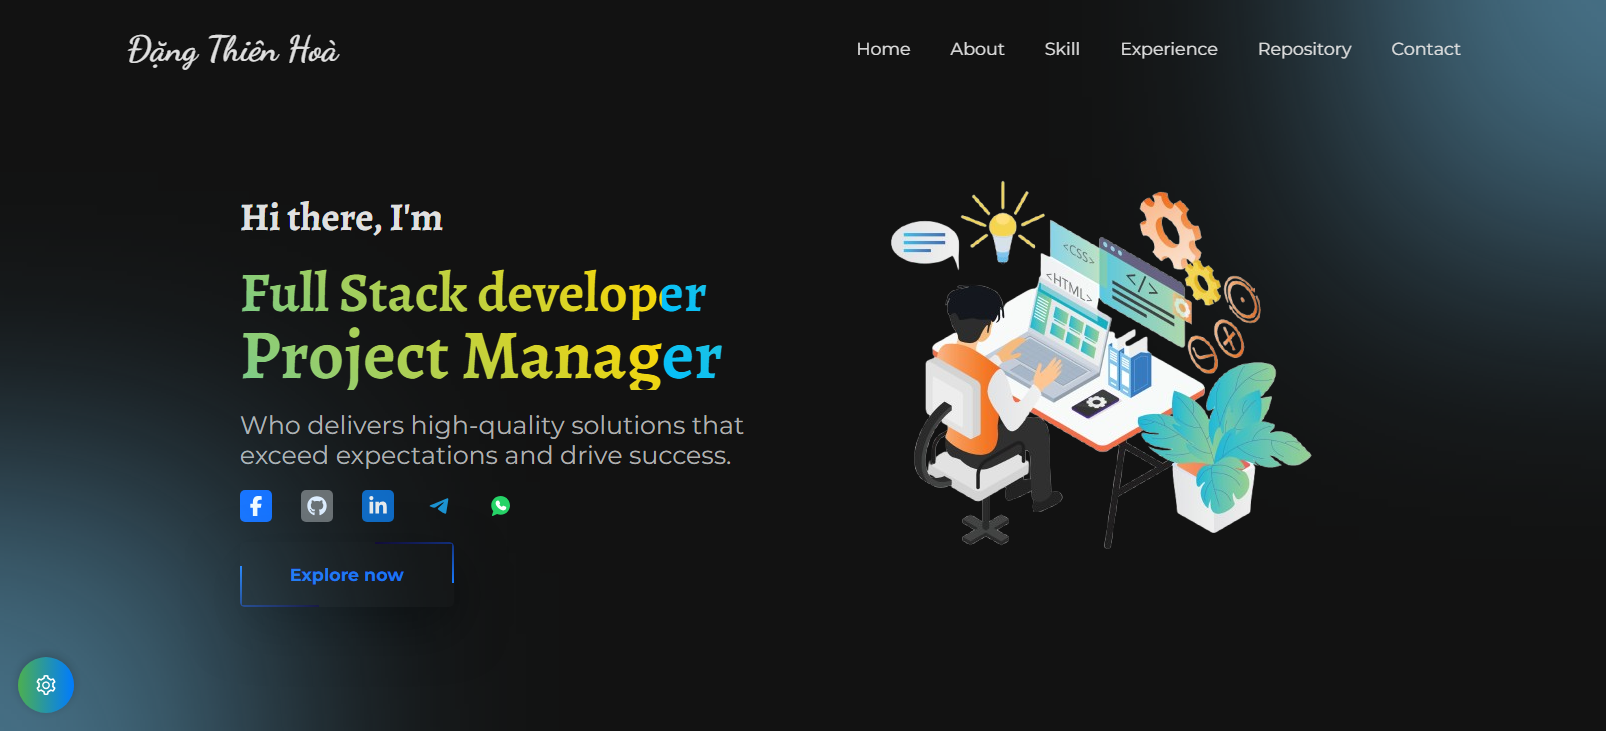 Đặng Thiên Hoà
Home About Skill Experience Repository Contact
Hi there, I'm
Full Stack developer
Project Manager
Who delivers high-quality solutions that
exceed expectations and drive success.
Explore now
<CSS>
<HTML>
</>